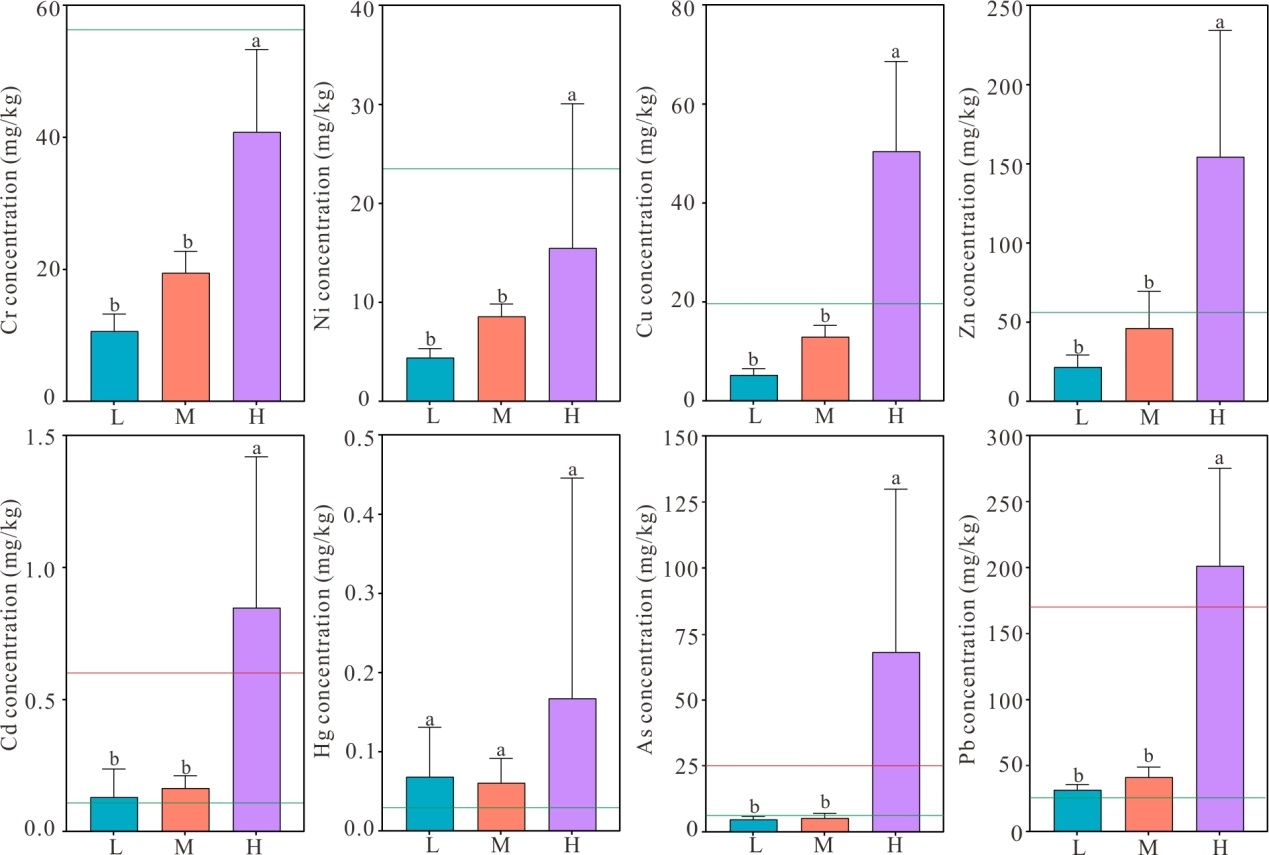 Cr concentration (mg/kg)
60
40
20
0
b
b
a
L M H
Ni concentration (mg/kg)
40
30
20
10
0
b
b
a
L M H
Cu concentration (mg/kg)
80
60
40
20
0
b
b
a
L M H
Zn concentration (mg/kg)
250
200
150
100
50
0
b
b
a
L M H
Cd concentration (mg/kg)
1.5
1.0
0.5
0.0
b
b
a
L M H
Hg concentration (mg/kg)
0.5
0.4
0.3
0.2
0.1
0.0
a
a
a
L M H
As concentration (mg/kg)
150
125
100
75
50
25
0
b
b
a
L M H
Pb concentration (mg/kg)
300
250
200
150
100
50
0
b
b
a
L M H